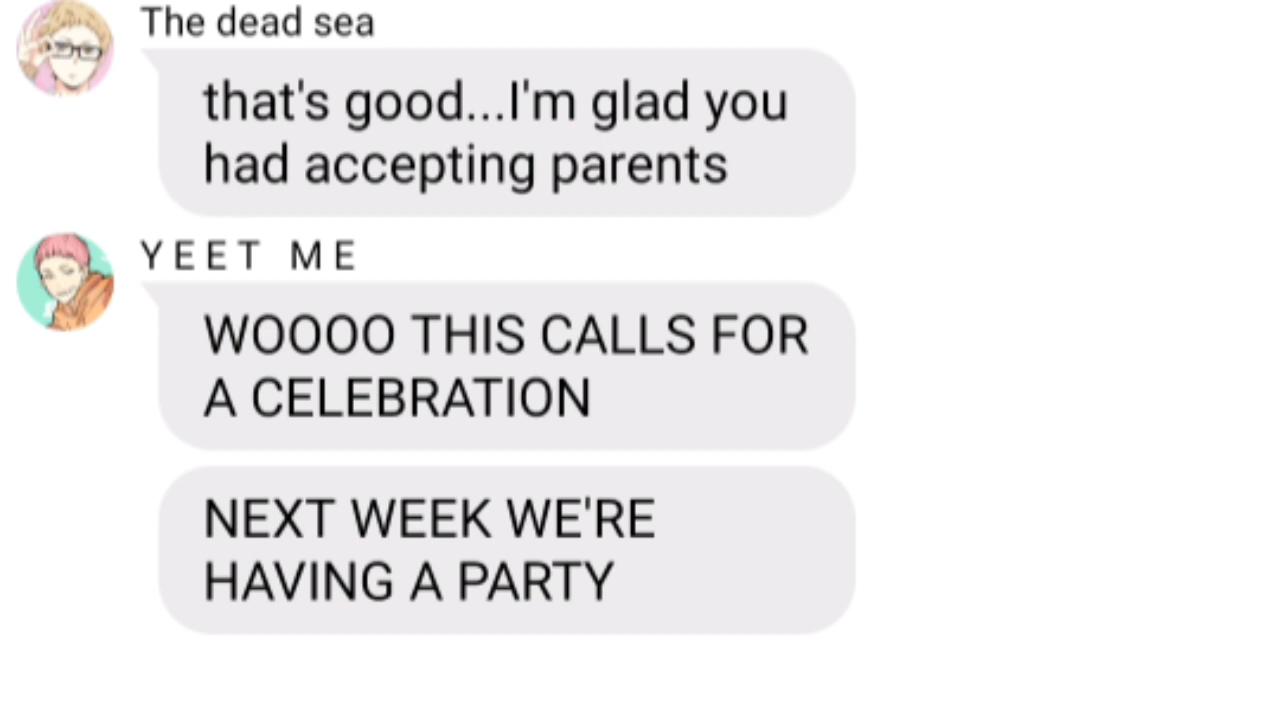 The dead sea
that's good...I'm glad you
had accepting parents
YEET ME
WOOOO THIS CALLS FOR
A CELEBRATION
NEXT WEEK WE'RE
HAVING A PARTY